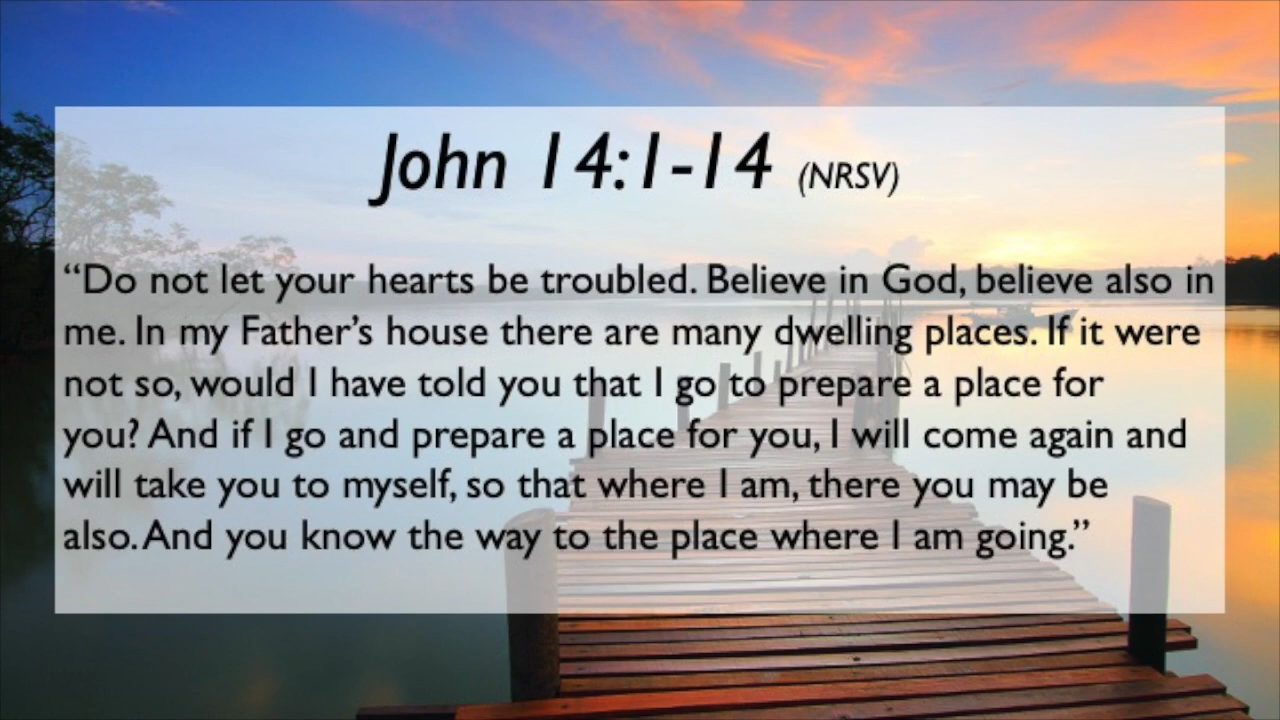 John 14:1-14 (NRSV)
“Do not let your hearts be troubled. Believe in God, believe also in
me. In my Father’s house there are many dwelling places. If it were
not so, would I have told you that I go to prepare a place for
you? And if I go and prepare a place for you, I will come again and
will take you to myself, so that where I am, there you may be
also. And you know the way to the place where I am going.”